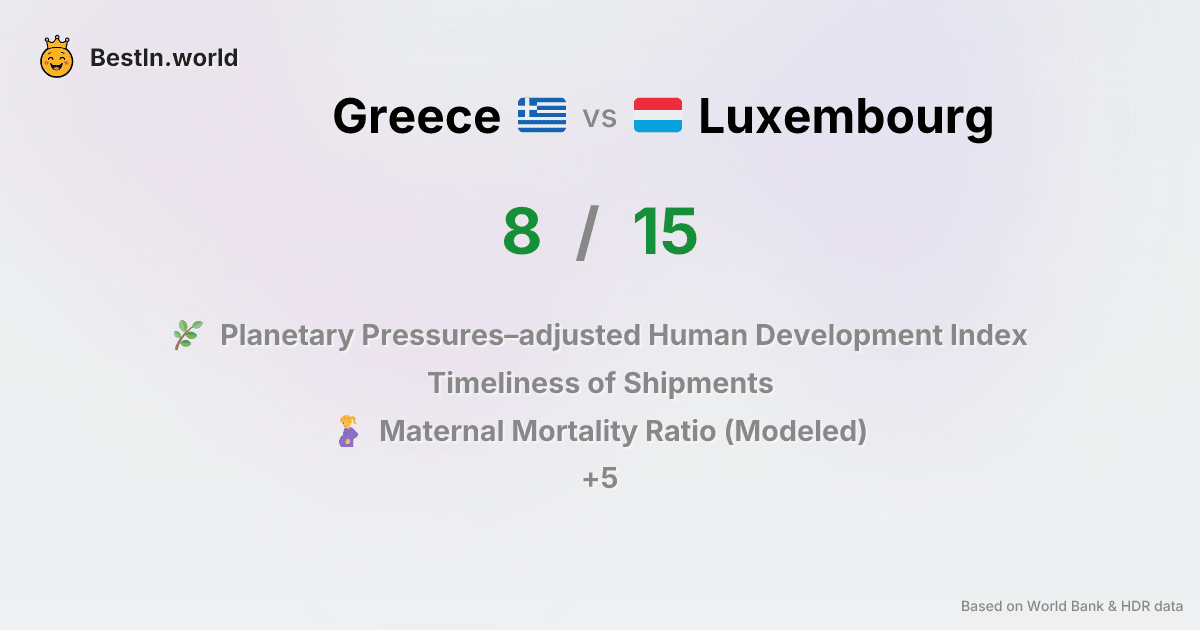 BestIn.world
Greece vs Luxembourg
8 / 15
Planetary Pressures–adjusted Human Development Index
Timeliness of Shipments
Maternal Mortality Ratio (Modeled)
+5
Based on World Bank & HDR data